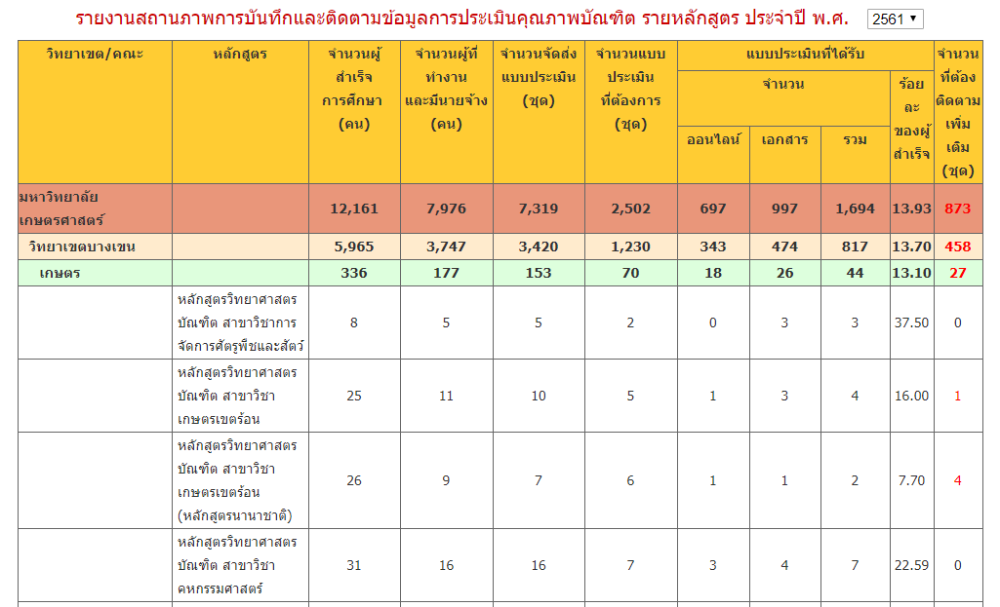 รายงานสถานภาพการบันทึกและติดตามข้อมูลการประเมินคุณภาพบัณฑิต รายหลักสูตร ประจำปี พ.ศ. 2561
วิทยาเขต/คณะ
หลักสูตร
จำนวนผู้
สำเร็จ
การศึกษา
(คน)
จำนวนผู้ที่
ทำงาน
และมีนายจ้าง
(คน)
จำนวนจัดส่ง
แบบประเมิน
(ชุด)
จำนวนแบบ
ประเมิน
ที่ต้องการ
(ชุด)
แบบประเมินที่ได้รับ
จำนวน
ออนไลน์
เอกสาร
รวม
ร้อย
ละ
ของผู้
สำเร็จ
จำนวน
ที่ต้อง
ติดตาม
เพิ่ม
เติม
(ชุด)
มหาวิทยาลัย
เกษตรศาสตร์
12,161 7,976 7,319 2,502 697 997 1,694 13.93 873
วิทยาเขตบางเขน 5,965 3,747 3,420 1,230 343 474 817 13.70 458
เกษตร 336 177 153 70 18 26 44 13.10 27
หลักสูตรวิทยาศาสตร
บัณฑิต สาขาวิชาการ
จัดการศัตรูพืชและสัตว์
8 5 5 2 0 3 3 37.50 0
หลักสูตรวิทยาศาสตร
บัณฑิต สาขาวิชา
เกษตรเขตร้อน
25 11 10 5 1 3 4 16.00 1
หลักสูตรวิทยาศาสตร
บัณฑิต สาขาวิชา
เกษตรเขตร้อน
(หลักสูตรนานาชาติ)
26 9 7 6 1 1 2 7.70 4
หลักสูตรวิทยาศาสตร
บัณฑิต สาขาวิชา
คหกรรมศาสตร์
31 16 16 7 3 4 7 22.59 0